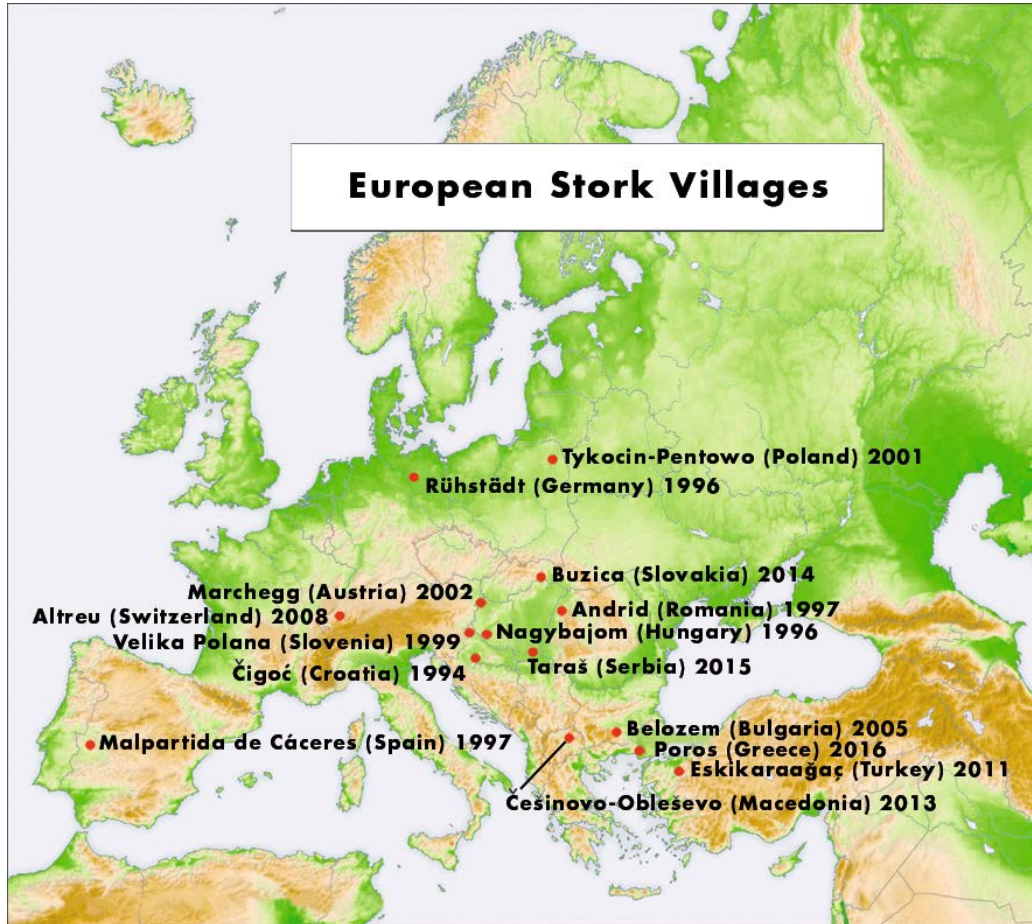 European Stork Villages
Tykocin-Pentowo (Poland) 2001
Rühstädt (Germany) 1996
Buzica (Slovakia) 2014
Marchegg (Austria) 2002
Andrid (Romania) 1997
Altreu (Switzerland) 2008
Nagybajom (Hungary) 1996
Velika Polana (Slovenia) 1999
Taraš (Serbia) 2015
Čigoć (Croatia) 1994
Belozem (Bulgaria) 2005
Malpartida de Cáceres (Spain) 1997
Poros (Greece) 2016
Eskikaraağaç (Turkey) 2011
Češinovo-Obleševo (Macedonia) 2013